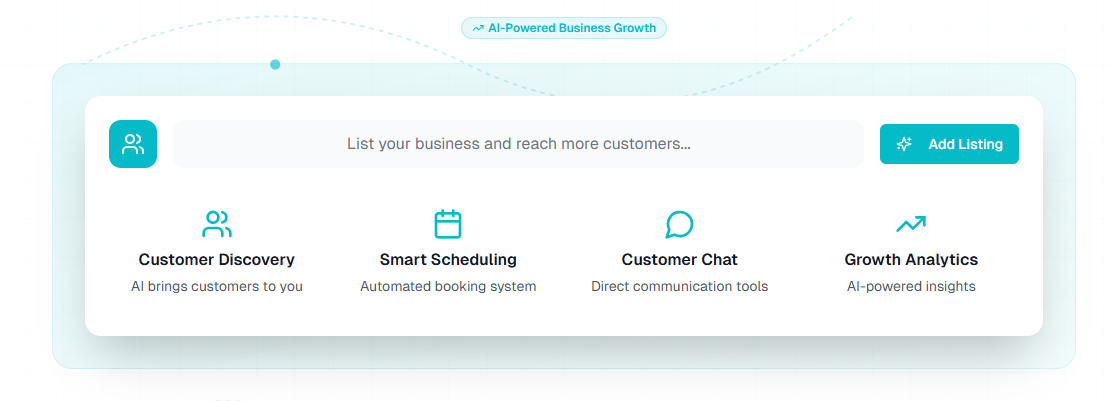 AI-Powered Business Growth
List your business and reach more customers...
Add Listing
Customer Discovery
AI brings customers to you
Smart Scheduling
Automated booking system
Customer Chat
Direct communication tools
Growth Analytics
AI-powered insights